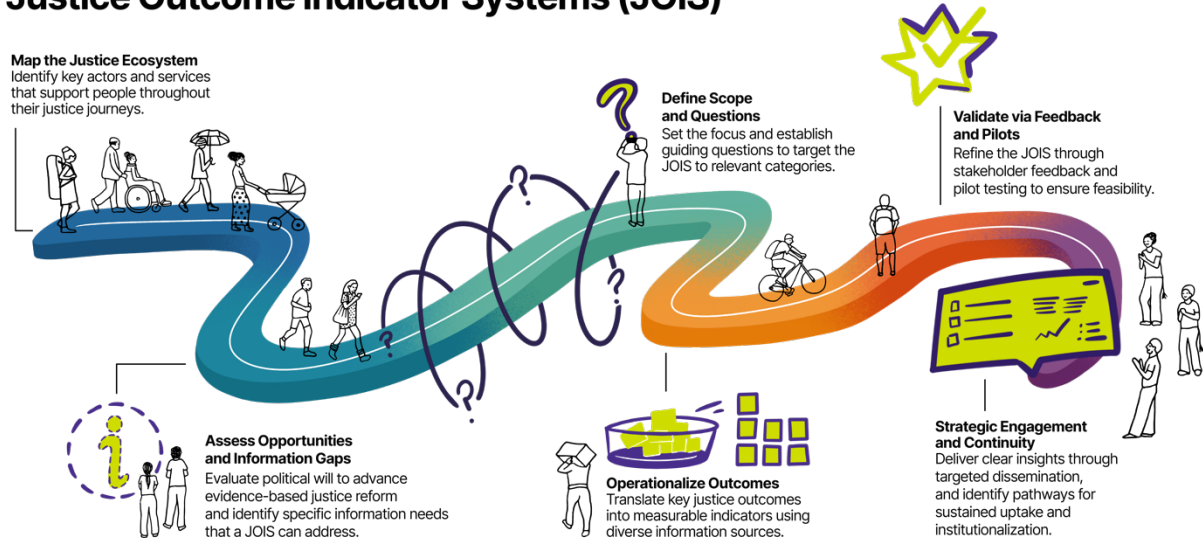 Justice Outcome Indicator Systems (JOIS)
Map the Justice Ecosystem
Identify key actors and services
that support people throughout
their justice journeys.
Assess Opportunities
and Information Gaps
Evaluate political will to advance
evidence-based justice reform
and identify specific information needs
that a JOIS can address.
Define Scope
and Questions
Set the focus and establish
guiding questions to target the
JOIS to relevant categories.
Operationalize Outcomes
Translate key justice outcomes
into measurable indicators using
diverse information sources.
Validate via Feedback
and Pilots
Refine the JOIS through
stakeholder feedback and
pilot testing to ensure feasibility.
Strategic Engagement
and Continuity
Deliver clear insights through
targeted dissemination,
and identify pathways for
sustained uptake and
institutionalization.